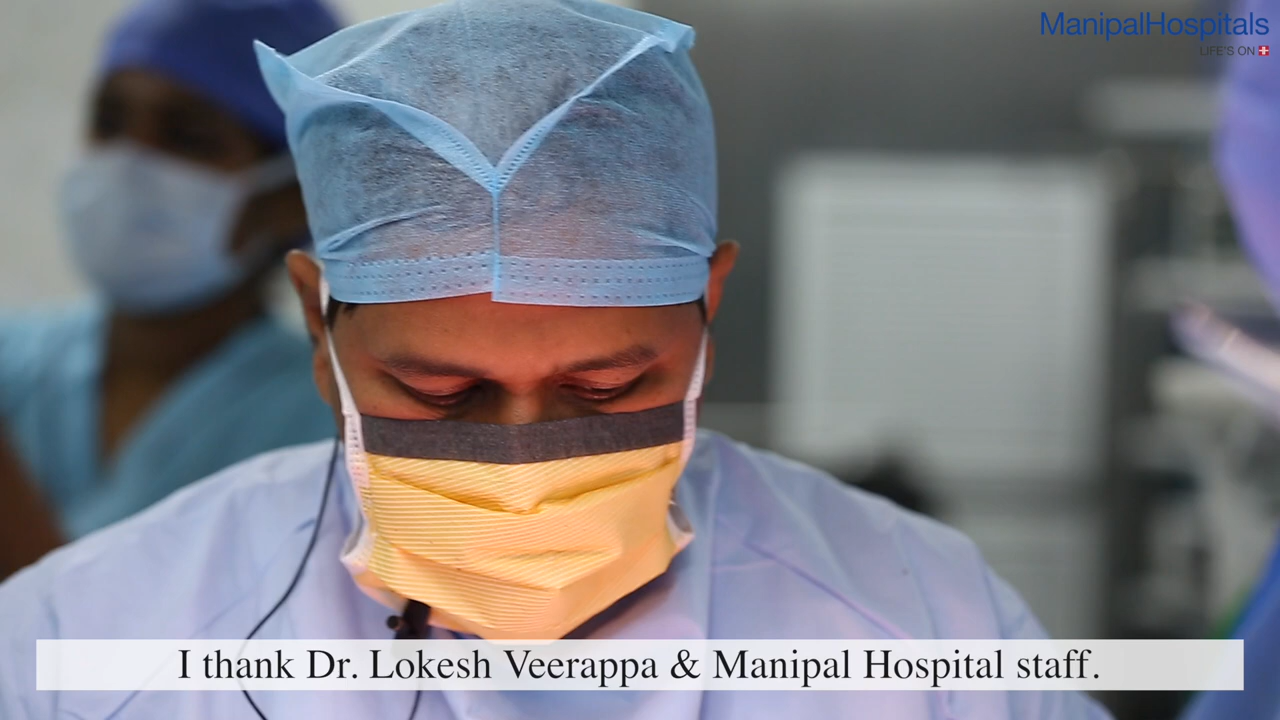 ManipalHospitals
LIFE'S ON
I thank Dr. Lokesh Veerappa & Manipal Hospital staff.